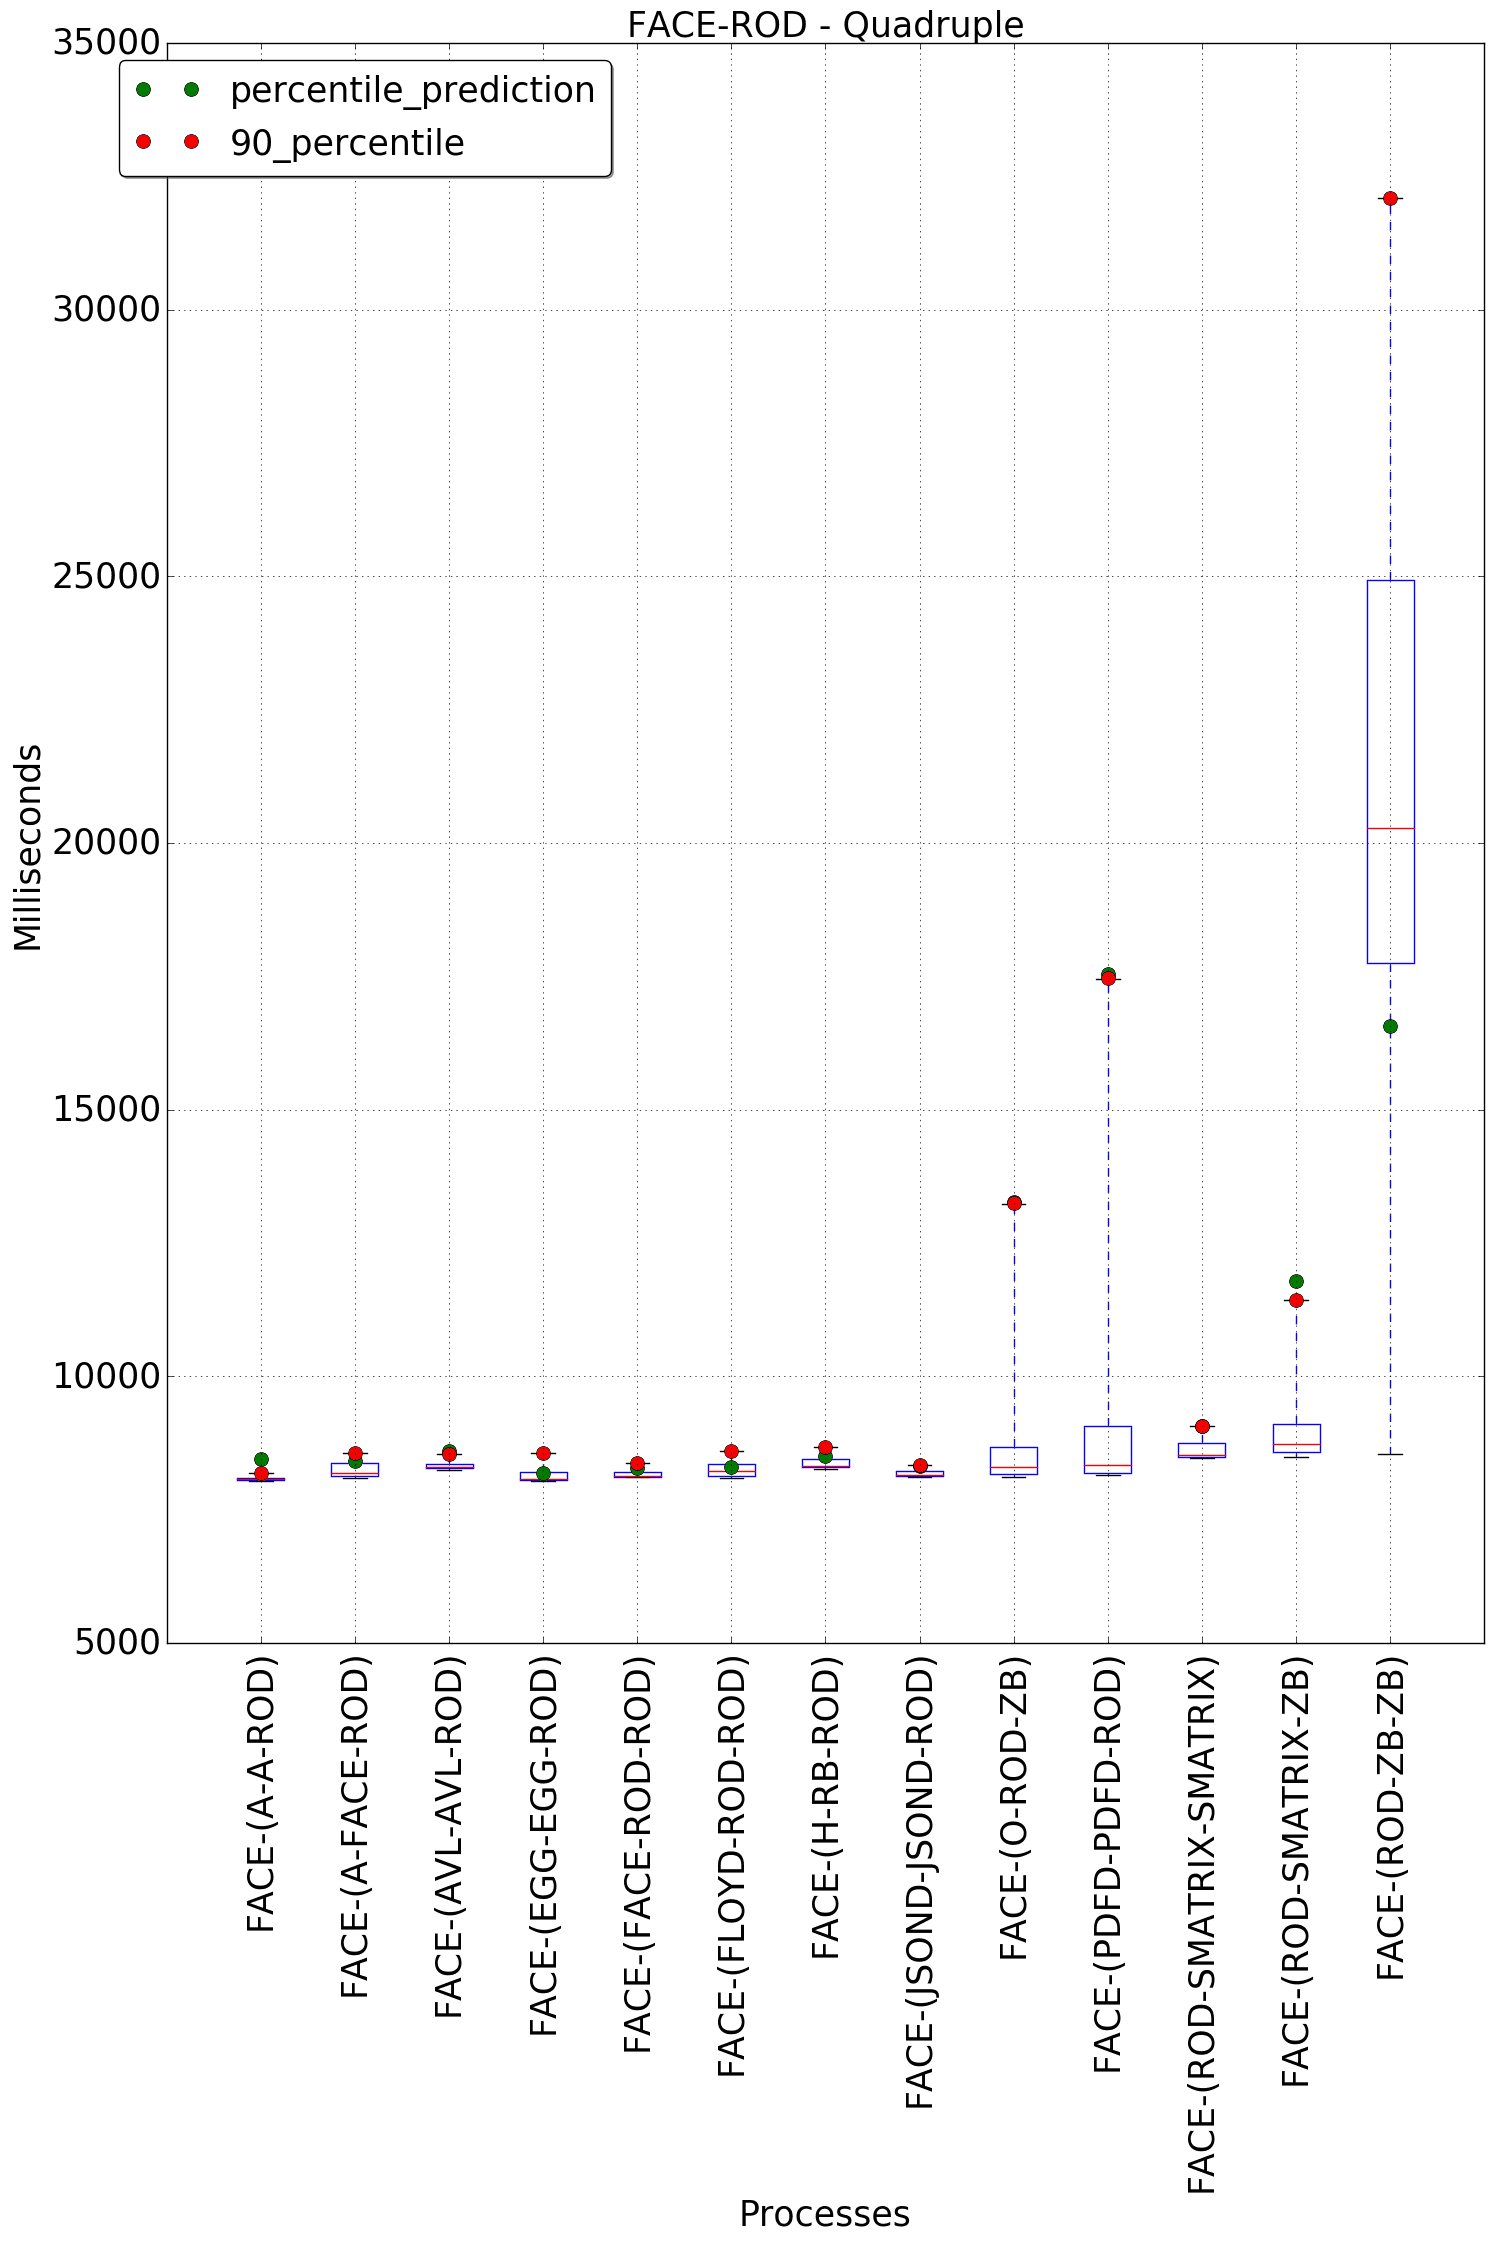 FACE-ROD - Quadruple
percentile_prediction
90_percentile
35000
30000
25000
20000
15000
10000
5000
Milliseconds
FACE-(A-A-ROD)
FACE-(A-FACE-ROD)
FACE-(AVL-AVL-ROD)
FACE-(EGG-EGG-ROD)
FACE-(FACE-ROD-ROD)
FACE-(FLOYD-ROD-ROD)
FACE-(H-RB-ROD)
FACE-(JSOND-JSOND-ROD)
FACE-(O-ROD-ZB)
FACE-(PDFD-PDFD-ROD)
FACE-(ROD-SMATRIX-SMATRIX)
FACE-(ROD-SMATRIX-ZB)
FACE-(ROD-ZB-ZB)
Processes